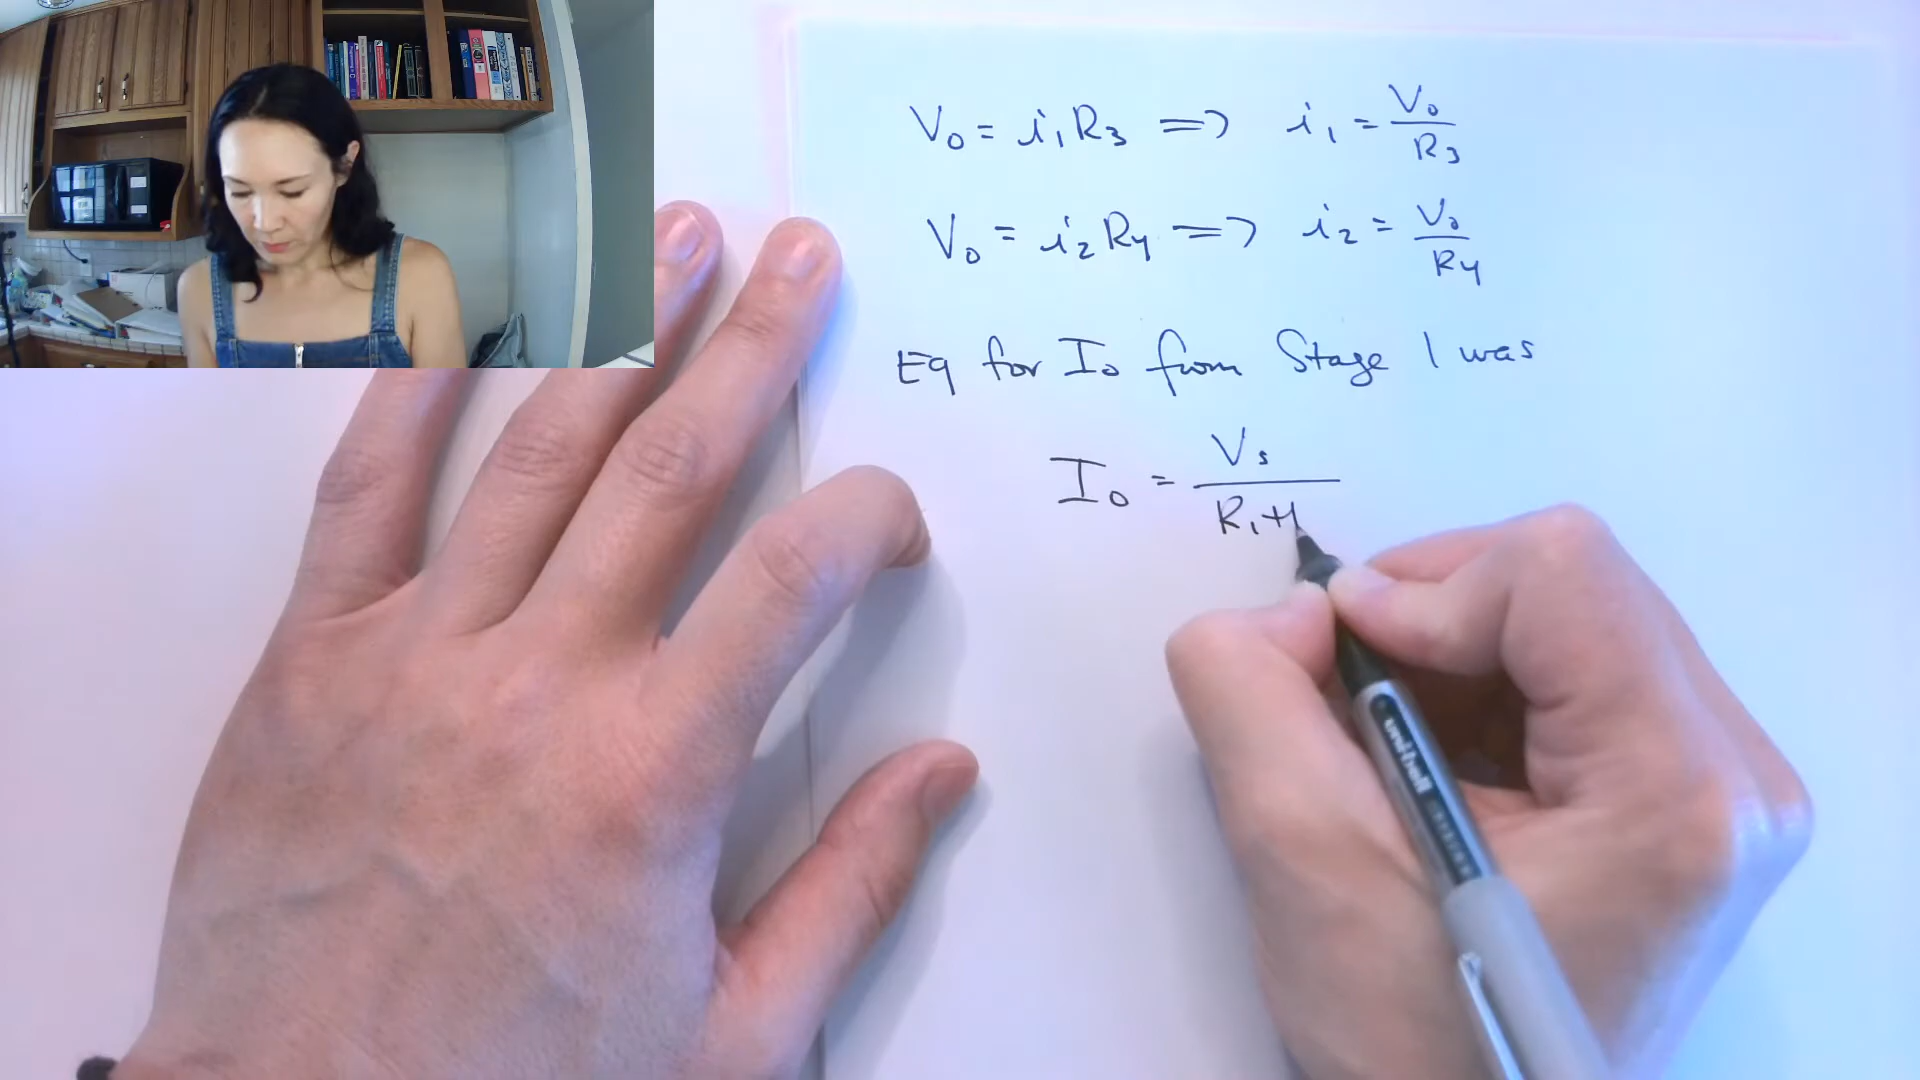 V₀ = i₁R₃ ⟹ i₁ = V₀/R₃
V₀ = i₂R₄ ⟹ i₂ = V₀/R₄
Eq for I₀ from Stage 1 was
I₀ = Vₛ/R₁+
uniball